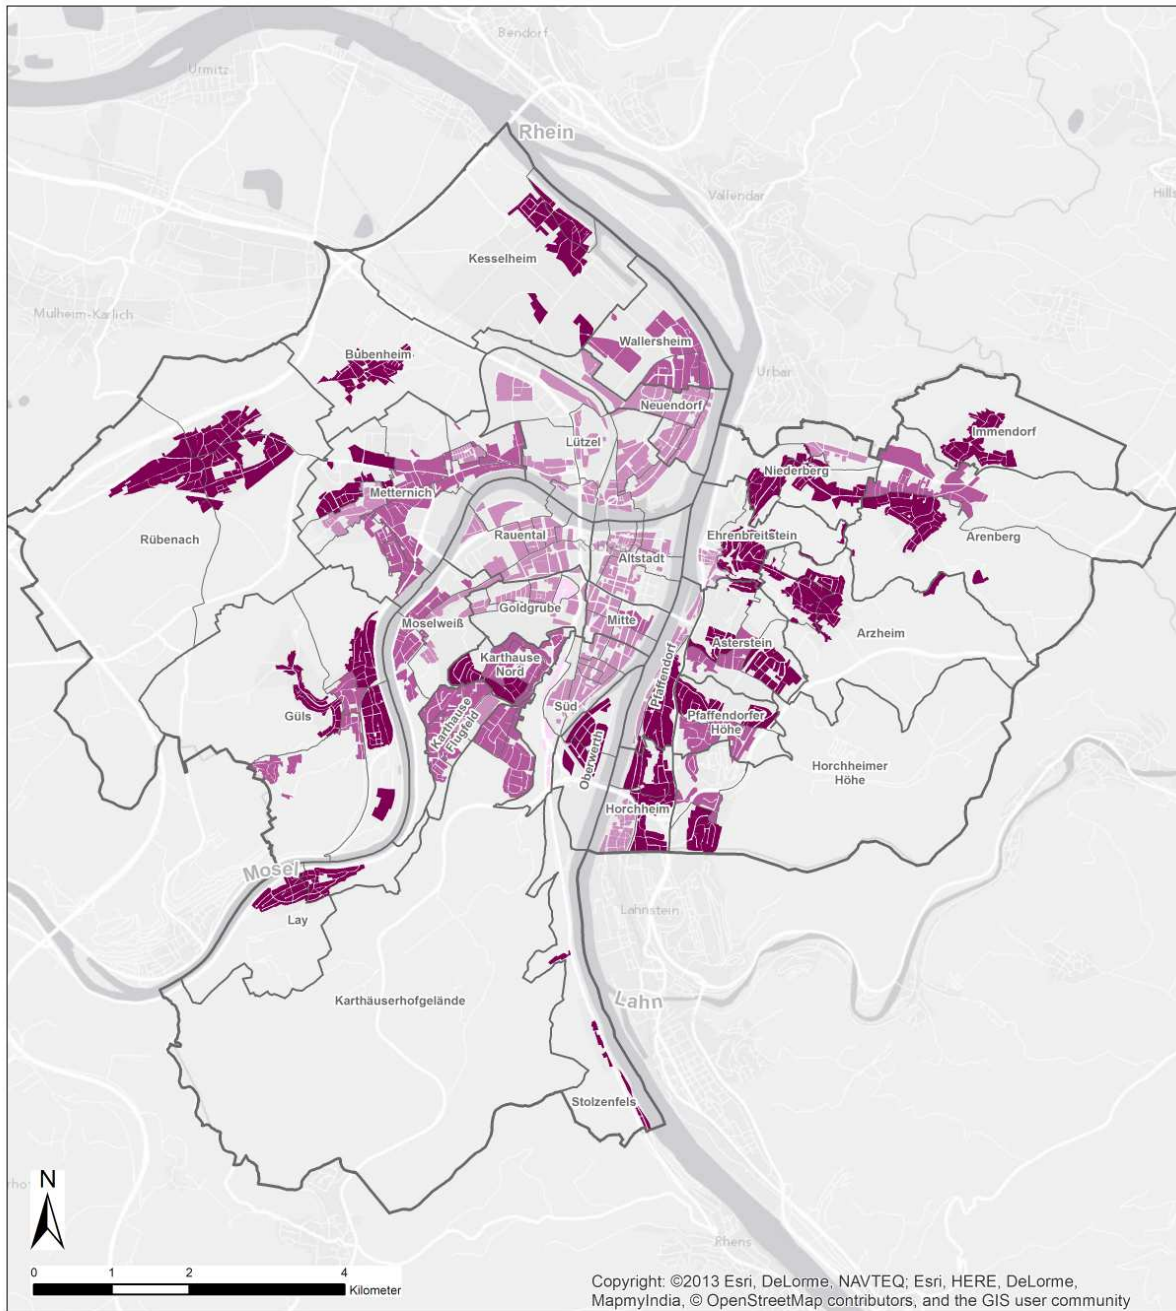 Bendorf
Urmitz
Rhein
Vallendar
Hills
Kesselheim
Mülheim-Kärlich
Bubenheim
Wallersheim
Urbar
Neuendorf
Immendorf
Lützel
Niederberg
Metternich
Rübenach
Rauental
Ehrenbreitstein
Arenberg
Altstadt
Goldgrube
Moselweiß
Mitte
Arzheim
Asterstein
Karthause
Nord
Pfaffendorf
Güls
Süd
Pfaffendorfer
Höhe
Karthause
Flugfeld
Oberwerth
Horchheimer
Höhe
Horchheim
Mosel
Lay
Lahnstein
Karthäuserhofgelände
Lahn
Stolzenfels
N
Rhens
0 1 2 4
Kilometer
Copyright: ©2013 Esri, DeLorme, NAVTEQ; Esri, HERE, DeLorme,
MapmyIndia, © OpenStreetMap contributors, and the GIS user community